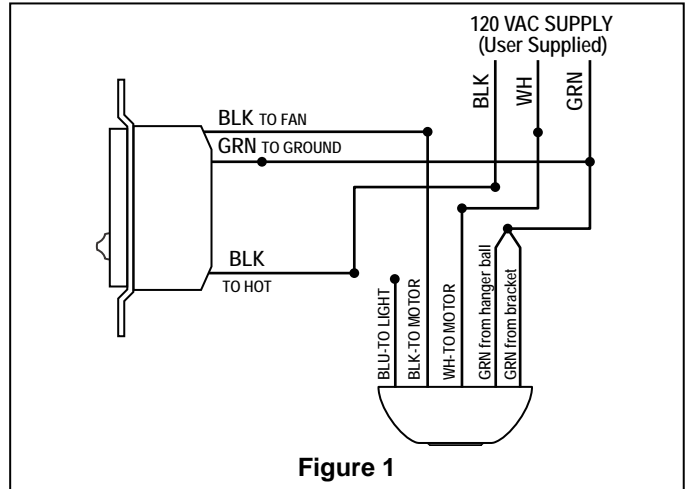 120 VAC SUPPLY
(User Supplied)
BLK
WH
GRN
BLK TO FAN
GRN TO GROUND
BLK
TO HOT
BLU-TO LIGHT
BLK-TO MOTOR
WH-TO MOTOR
GRN from hanger ball
GRN from bracket
Figure 1